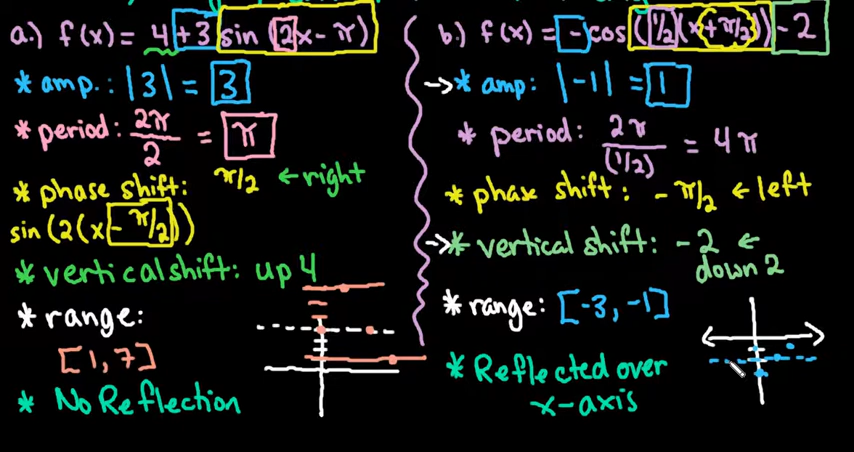 a.) f(x) = 4 + 3 sin (2x - π)
* amp.: |3| = 3
* period: 2π/2 = π
* phase shift: π/2 ← right
sin(2(x - π/2))
* vertical shift: up 4
* range:
[1, 7]
* No Reflection
b.) f(x) = -cos(1/2(x+π/2)) - 2
→ * amp: |-1| = 1
* period: 2π/(1/2) = 4π
* phase shift: -π/2 ← left
→ * vertical shift: -2 ←
down 2
* range: [-3, -1]
* Reflected over
x-axis